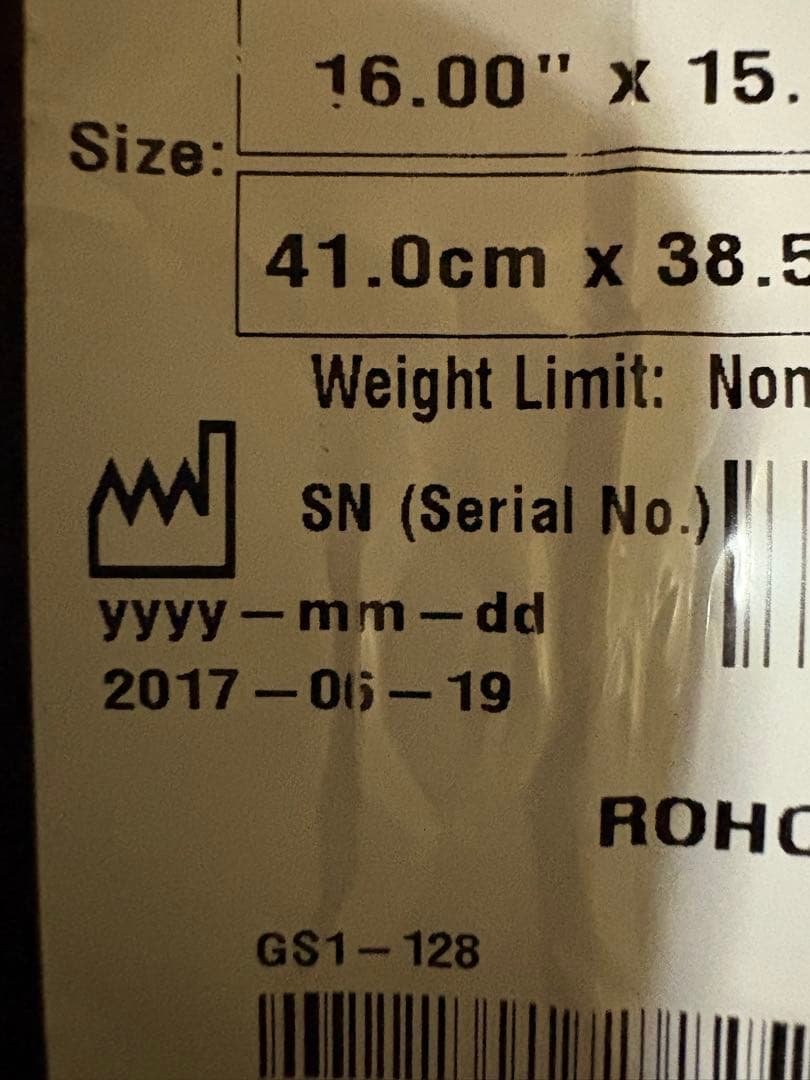 16.00" x 15.
Size:
41.0cm x 38.5
Weight Limit: Non
SN (Serial No.)
yyyy-mm-dd
2017-06-19
ROHO
GS1-128